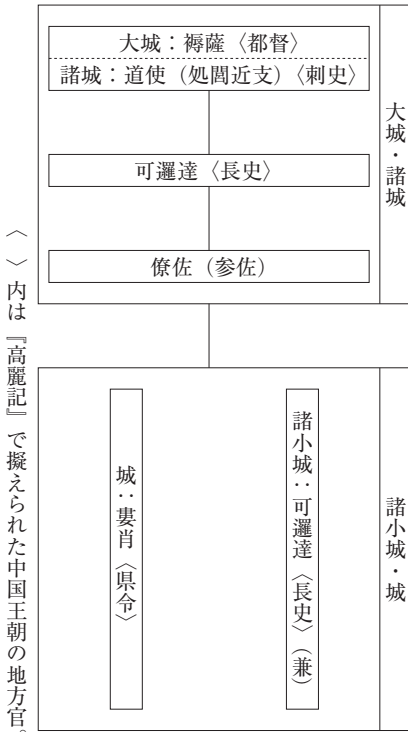 大城・諸城
大城：褥薩〈都督〉
諸城：道使（処閭近支）〈刺史〉
可邏達〈長史〉
僚佐（参佐）
諸小城・城
諸小城：可邏達〈長史〉（兼）
城：婁肖〈県令〉
〈　〉内は『高麗記』で擬えられた中国王朝の地方官。